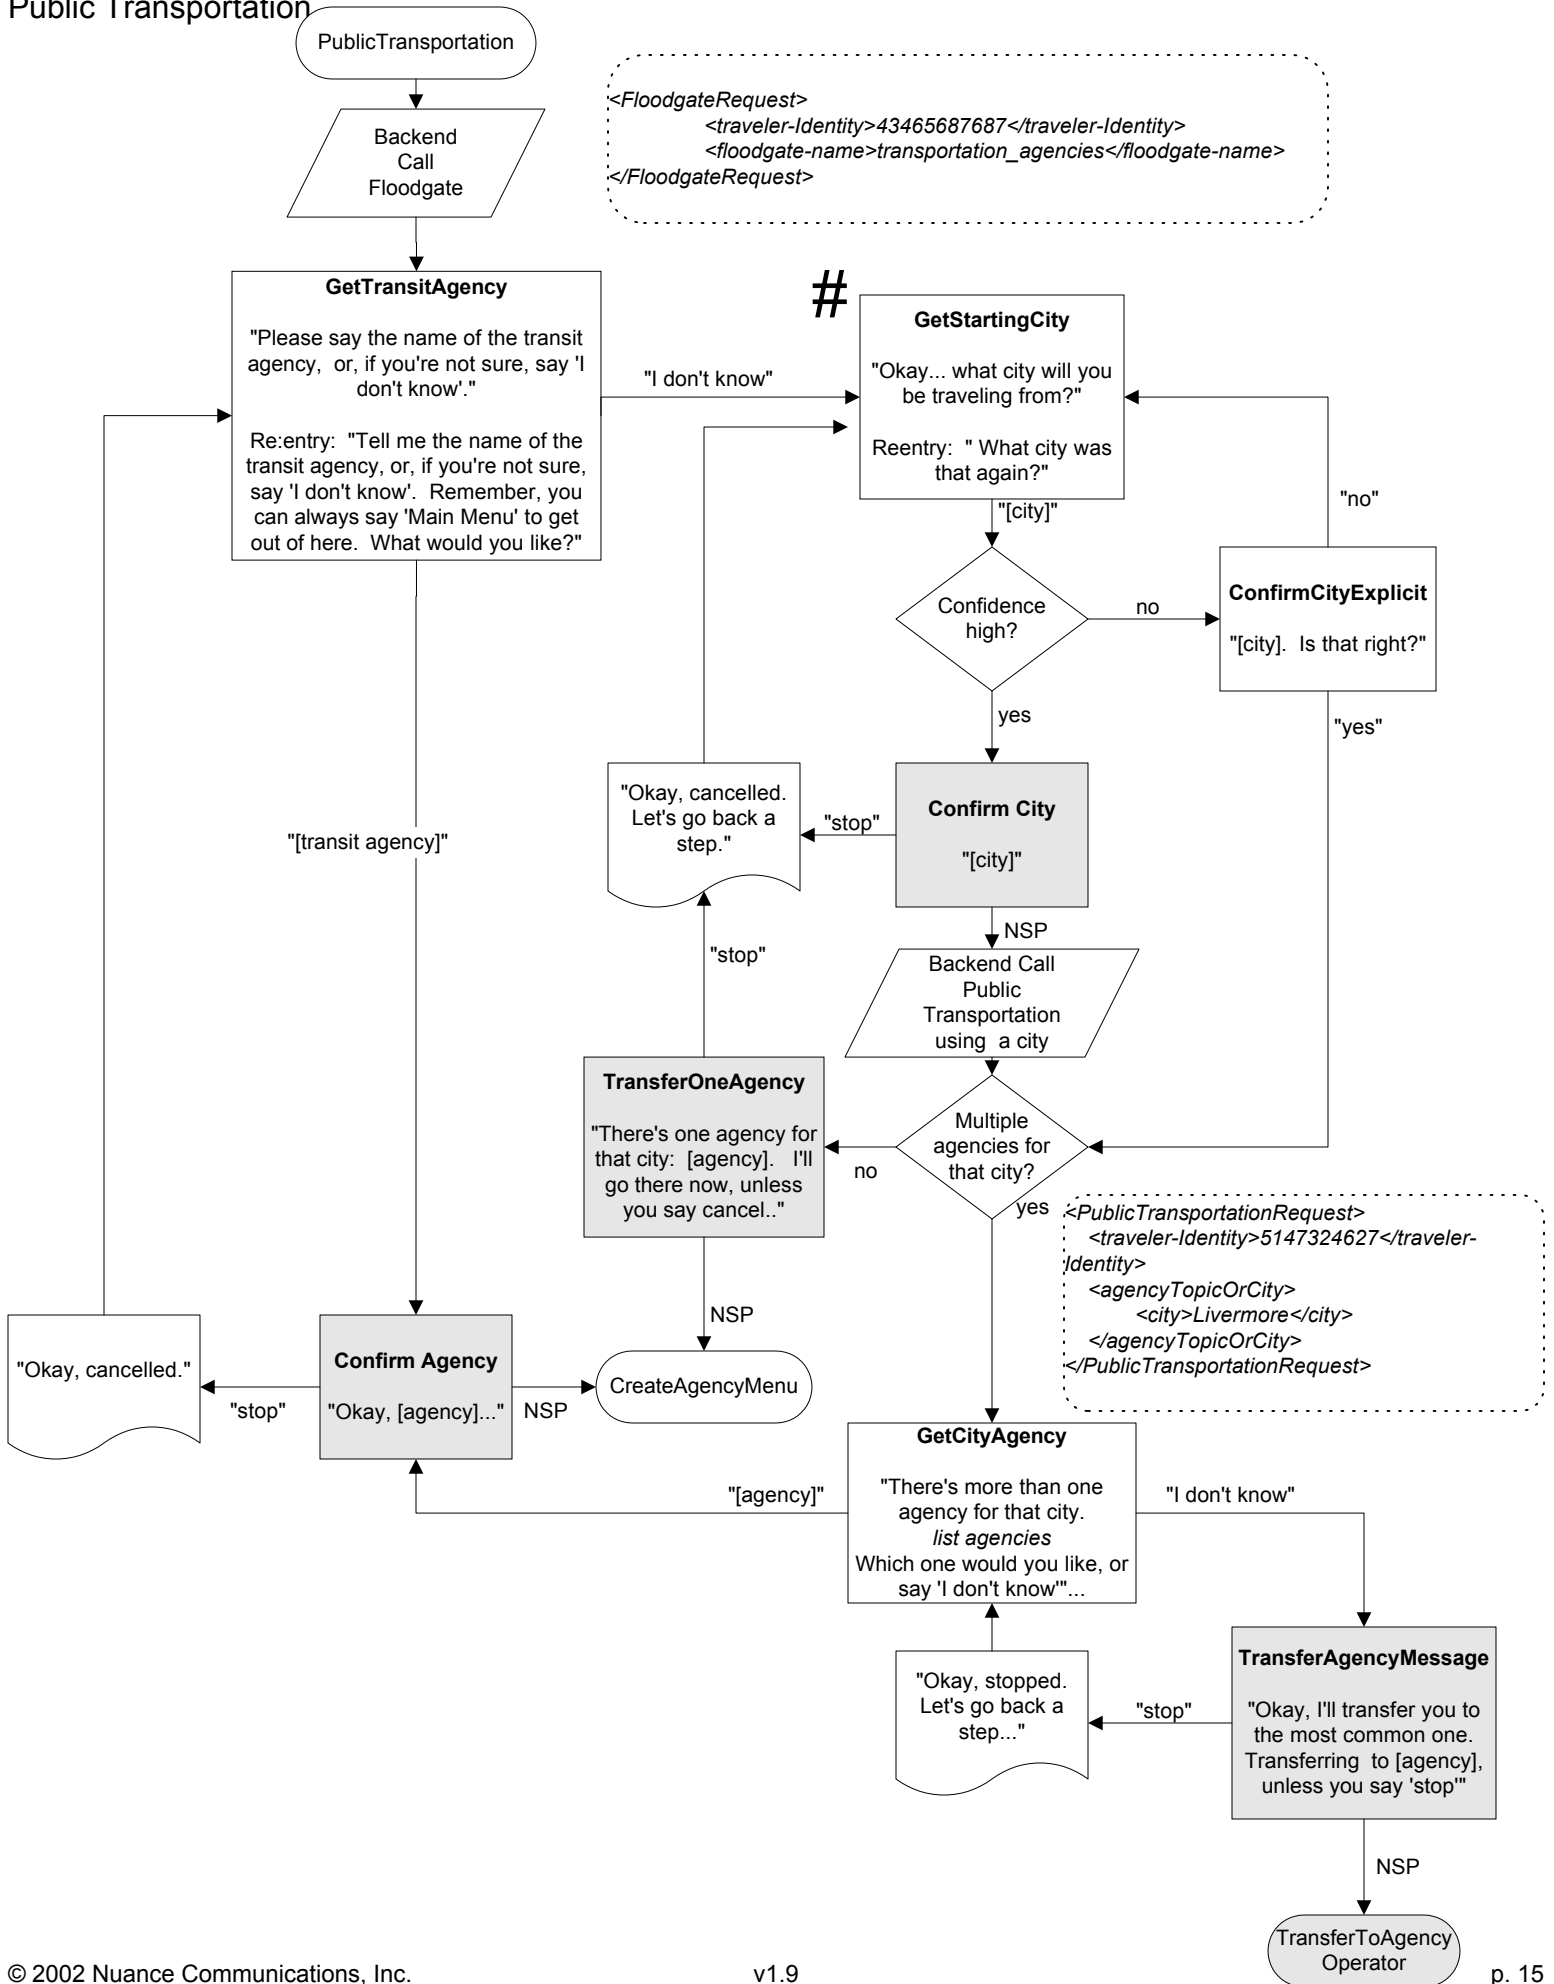 Public Transportation
PublicTransportation
Backend
Call
Floodgate
<FloodgateRequest>
<traveler-Identity>43465687687</traveler-Identity>
<floodgate-name>transportation_agencies</floodgate-name>
</FloodgateRequest>
GetTransitAgency
"Please say the name of the transit
agency, or, if you're not sure, say 'I
don't know'."
Re:entry: "Tell me the name of the
transit agency, or, if you're not sure,
say 'I don't know'. Remember, you
can always say 'Main Menu' to get
out of here. What would you like?"
"I don't know"
#
GetStartingCity
"Okay... what city will you
be traveling from?"
Reentry: " What city was
that again?"
"[city]"
"no"
Confidence
high?
no
ConfirmCityExplicit
"[city]. Is that right?"
yes
"yes"
"Okay, cancelled.
Let's go back a
step."
"stop"
Confirm City
"[city]"
"[transit agency]"
NSP
"stop"
Backend Call
Public
Transportation
using a city
TransferOneAgency
"There's one agency for
that city: [agency]. I'll
go there now, unless
you say cancel.."
no
Multiple
agencies for
that city?
yes
<PublicTransportationRequest>
<traveler-Identity>5147324627</traveler-
Identity>
<agencyTopicOrCity>
<city>Livermore</city>
</agencyTopicOrCity>
</PublicTransportationRequest>
NSP
"Okay, cancelled."
"stop"
Confirm Agency
"Okay, [agency]..."
NSP
CreateAgencyMenu
GetCityAgency
"There's more than one
agency for that city.
list agencies
Which one would you like, or
say 'I don't know'"...
"[agency]"
"I don't know"
"Okay, stopped.
Let's go back a
step..."
"stop"
TransferAgencyMessage
"Okay, I'll transfer you to
the most common one.
Transferring to [agency],
unless you say 'stop'"
NSP
TransferToAgency
Operator
© 2002 Nuance Communications, Inc.
v1.9
p. 15